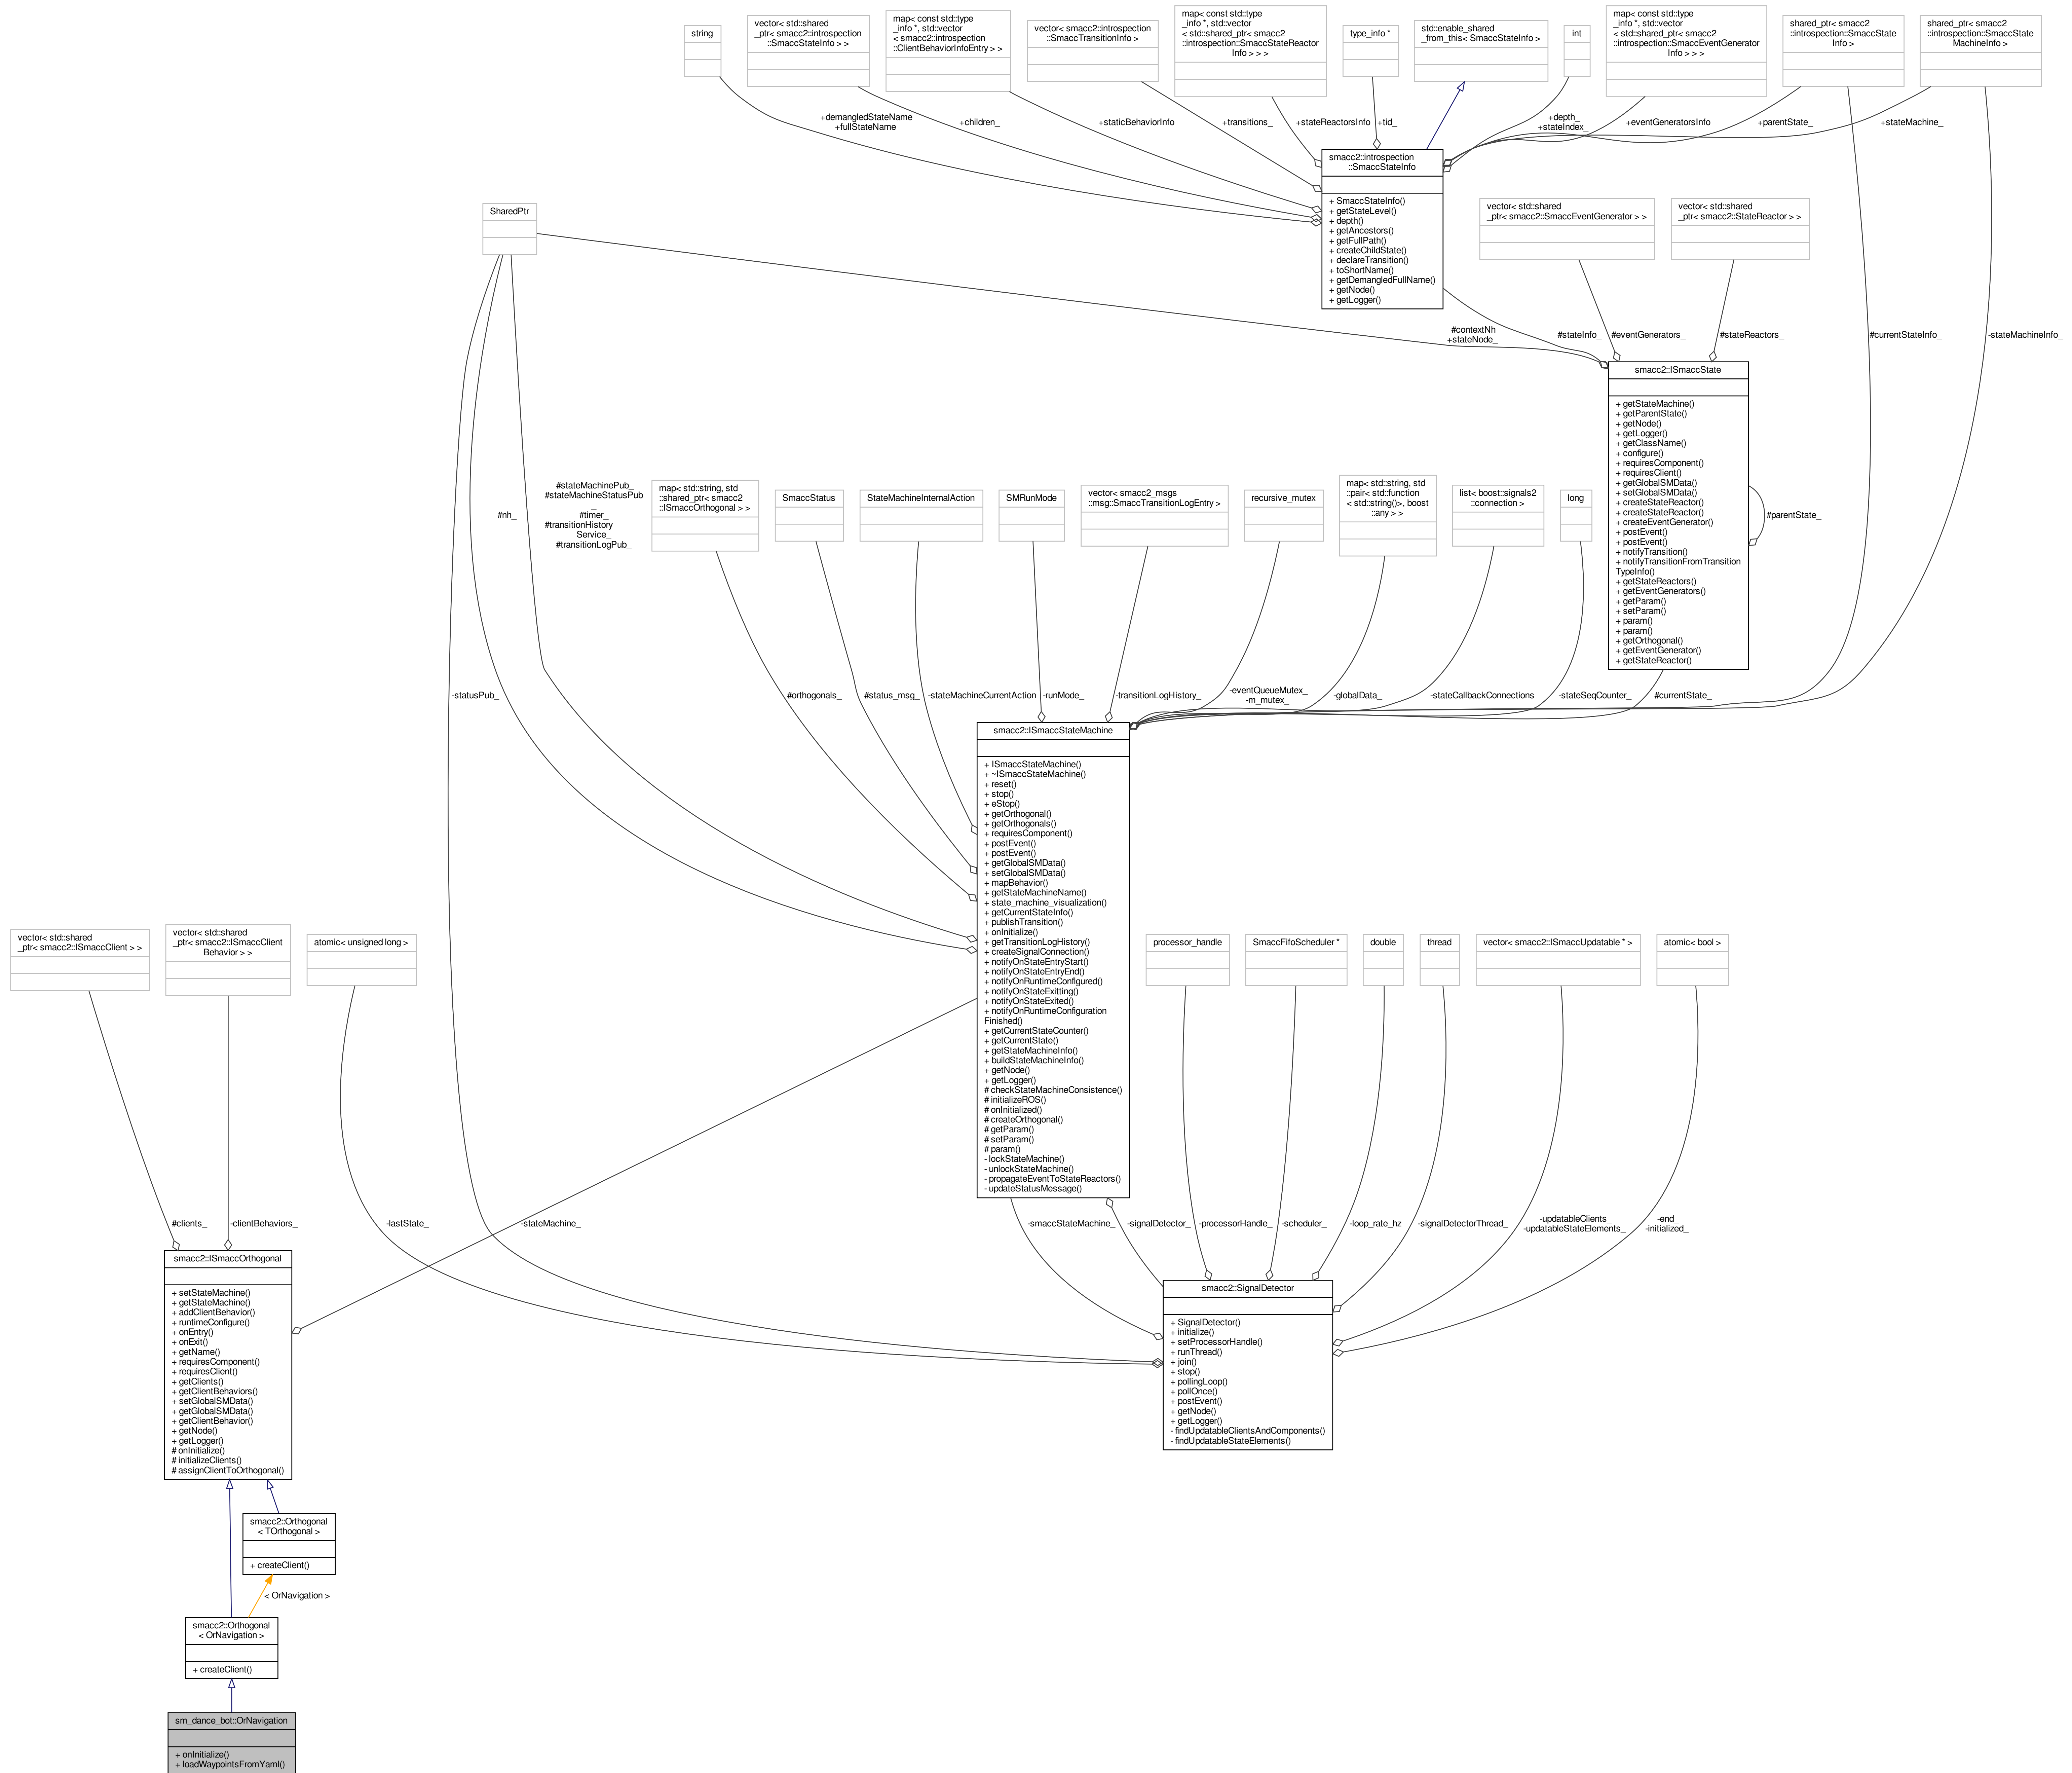 string
vector< std::shared
_ptr< smacc2::introspection
::SmaccStateInfo > >
map< const std::type
_info *, std::vector
< smacc2::introspection
::ClientBehaviorInfoEntry > >
vector< smacc2::introspection
::SmaccTransitionInfo >
map< const std::type
_info *, std::vector
< std::shared_ptr< smacc2
::introspection::SmaccStateReactor
Info > > >
type_info *
std::enable_shared
_from_this< SmaccStateInfo >
int
map< const std::type
_info *, std::vector
< std::shared_ptr< smacc2
::introspection::SmaccEventGenerator
Info > > >
shared_ptr< smacc2
::introspection::SmaccState
Info >
shared_ptr< smacc2
::introspection::SmaccState
MachineInfo >
+demangledStateName
+fullStateName
+children_
+staticBehaviorInfo
+transitions_
+stateReactorsInfo
+tid_
+depth_
+stateIndex_
+eventGeneratorsInfo
+parentState_
+stateMachine_
smacc2::introspection
::SmaccStateInfo
+ SmaccStateInfo()
+ getStateLevel()
+ depth()
+ getAncestors()
+ getFullPath()
+ createChildState()
+ declareTransition()
+ toShortName()
+ getDemangledFullName()
+ getNode()
+ getLogger()
SharedPtr
vector< std::shared
_ptr< smacc2::SmaccEventGenerator > >
vector< std::shared
_ptr< smacc2::StateReactor > >
#contextNh
+stateNode_
#stateInfo_
#eventGenerators_
#stateReactors_
#currentStateInfo_
-stateMachineInfo_
smacc2::ISmaccState
+ getStateMachine()
+ getParentState()
+ getNode()
+ getLogger()
+ getClassName()
+ configure()
+ requiresComponent()
+ requiresClient()
+ getGlobalSMData()
+ setGlobalSMData()
+ createStateReactor()
+ createStateReactor()
+ createEventGenerator()
+ postEvent()
+ postEvent()
+ notifyTransition()
+ notifyTransitionFromTransition
TypeInfo()
+ getStateReactors()
+ getEventGenerators()
+ getParam()
+ setParam()
+ param()
+ param()
+ getOrthogonal()
+ getEventGenerator()
+ getStateReactor()
#parentState_
#nh_
#stateMachinePub_
#stateMachineStatusPub
_
#timer_
#transitionHistory
Service_
#transitionLogPub_
map< std::string, std
::shared_ptr< smacc2
::ISmaccOrthogonal > >
SmaccStatus
StateMachineInternalAction
SMRunMode
vector< smacc2_msgs
::msg::SmaccTransitionLogEntry >
recursive_mutex
map< std::string, std
::pair< std::function
< std::string()>, boost
::any > >
list< boost::signals2
::connection >
long
-statusPub_
#orthogonals_
#status_msg_
-stateMachineCurrentAction
-runMode_
-transitionLogHistory_
-eventQueueMutex_
-m_mutex_
-globalData_
-stateCallbackConnections
-stateSeqCounter_
#currentState_
smacc2::ISmaccStateMachine
+ ISmaccStateMachine()
+ ~ISmaccStateMachine()
+ reset()
+ stop()
+ eStop()
+ getOrthogonal()
+ getOrthogonals()
+ requiresComponent()
+ postEvent()
+ postEvent()
+ getGlobalSMData()
+ setGlobalSMData()
+ mapBehavior()
+ getStateMachineName()
+ state_machine_visualization()
+ getCurrentStateInfo()
+ publishTransition()
+ onInitialize()
+ getTransitionLogHistory()
+ createSignalConnection()
+ notifyOnStateEntryStart()
+ notifyOnStateEntryEnd()
+ notifyOnRuntimeConfigured()
+ notifyOnStateExitting()
+ notifyOnStateExited()
+ notifyOnRuntimeConfiguration
Finished()
+ getCurrentStateCounter()
+ getCurrentState()
+ getStateMachineInfo()
+ buildStateMachineInfo()
+ getNode()
+ getLogger()
# checkStateMachineConsistence()
# initializeROS()
# onInitialized()
# createOrthogonal()
# getParam()
# setParam()
# param()
- lockStateMachine()
- unlockStateMachine()
- propagateEventToStateReactors()
- updateStatusMessage()
vector< std::shared
_ptr< smacc2::ISmaccClient > >
vector< std::shared
_ptr< smacc2::ISmaccClient
Behavior > >
atomic< unsigned long >
processor_handle
SmaccFifoScheduler *
double
thread
vector< smacc2::ISmaccUpdatable * >
atomic< bool >
#clients_
-clientBehaviors_
-lastState_
-stateMachine_
-smaccStateMachine_
-signalDetector_
-processorHandle_
-scheduler_
-loop_rate_hz
-signalDetectorThread_
-updatableClients_
-updatableStateElements_
-end_
-initialized_
smacc2::ISmaccOrthogonal
+ setStateMachine()
+ getStateMachine()
+ addClientBehavior()
+ runtimeConfigure()
+ onEntry()
+ onExit()
+ getName()
+ requiresComponent()
+ requiresClient()
+ getClients()
+ getClientBehaviors()
+ setGlobalSMData()
+ getGlobalSMData()
+ getClientBehavior()
+ getNode()
+ getLogger()
# onInitialize()
# initializeClients()
# assignClientToOrthogonal()
smacc2::SignalDetector
+ SignalDetector()
+ initialize()
+ setProcessorHandle()
+ runThread()
+ join()
+ stop()
+ pollingLoop()
+ pollOnce()
+ postEvent()
+ getNode()
+ getLogger()
- findUpdatableClientsAndComponents()
- findUpdatableStateElements()
smacc2::Orthogonal
< TOrthogonal >
+ createClient()
< OrNavigation >
smacc2::Orthogonal
< OrNavigation >
+ createClient()
sm_dance_bot::OrNavigation
+ onInitialize()
+ loadWaypointsFromYaml()